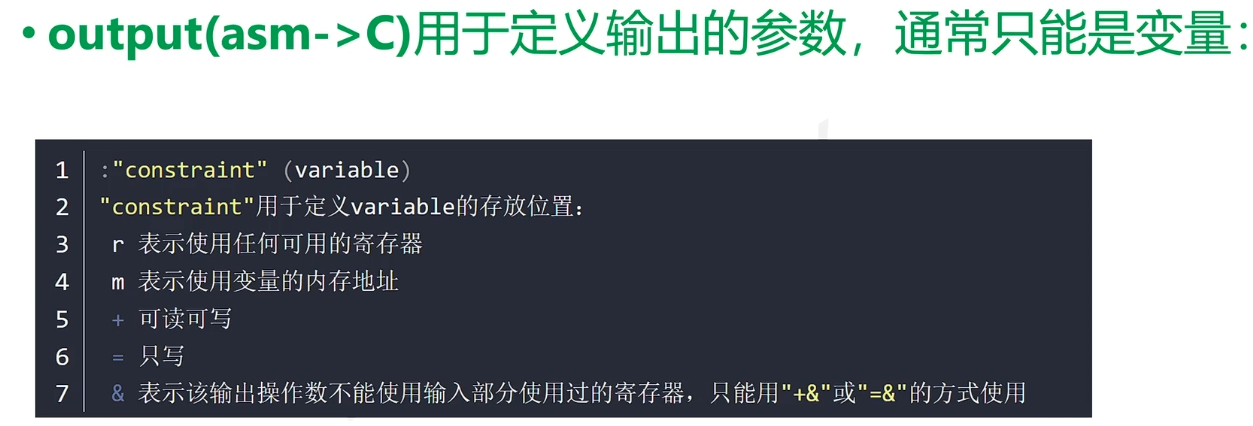 • output(asm->C)用于定义输出的参数，通常只能是变量：
1 :"constraint" (variable)
2 "constraint"用于定义variable的存放位置：
3 r 表示使用任何可用的寄存器
4 m 表示使用变量的内存地址
5 + 可读可写
6 = 只写
7 & 表示该输出操作数不能使用输入部分使用过的寄存器，只能用"+&"或"=&"的方式使用